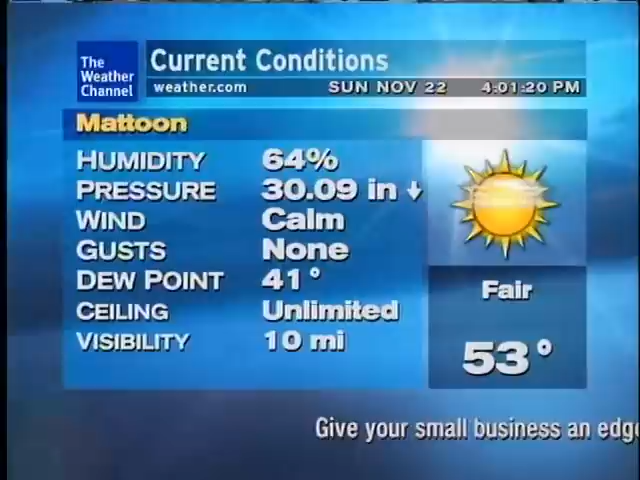 The
Weather
Channel
Current Conditions
weather.com SUN NOV 22 4:01:20 PM
Mattoon
HUMIDITY 64%
PRESSURE 30.09 in ↓
WIND Calm
GUSTS None
DEW POINT 41°
CEILING Unlimited
VISIBILITY 10 mi
Fair
53°
Give your small business an edge